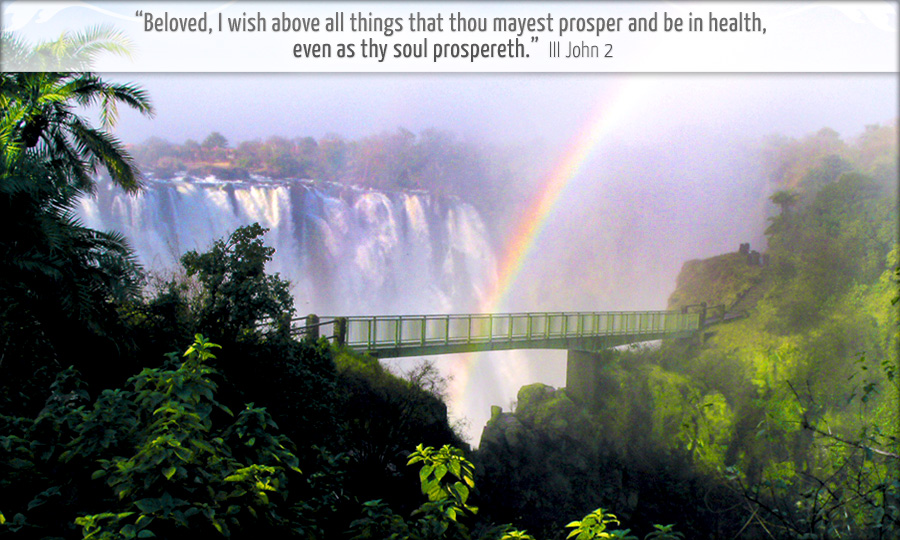 “Beloved, I wish above all things that thou mayest prosper and be in health,
even as thy soul prospereth.” III John 2